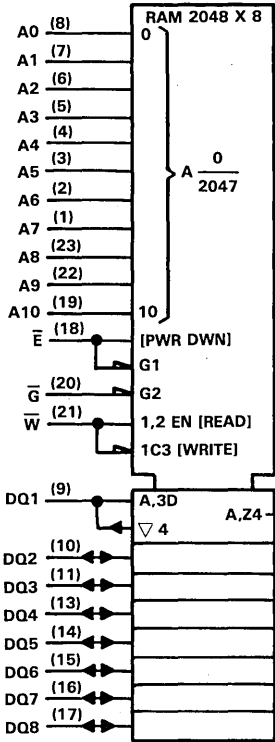 RAM 2048 X 8
A0 (8) 0
A1 (7)
A2 (6)
A3 (5)
A4 (4)
A5 (3)
A6 (2)
A7 (1)
A8 (23)
A9 (22)
A10 (19) 10
A 0/2047
E̅ (18) [PWR DWN]
G1
G̅ (20) G2
W̅ (21) 1,2 EN [READ]
1C3 [WRITE]
DQ1 (9) A,3D
A,Z4
▽ 4
DQ2 (10)
DQ3 (11)
DQ4 (13)
DQ5 (14)
DQ6 (15)
DQ7 (16)
DQ8 (17)